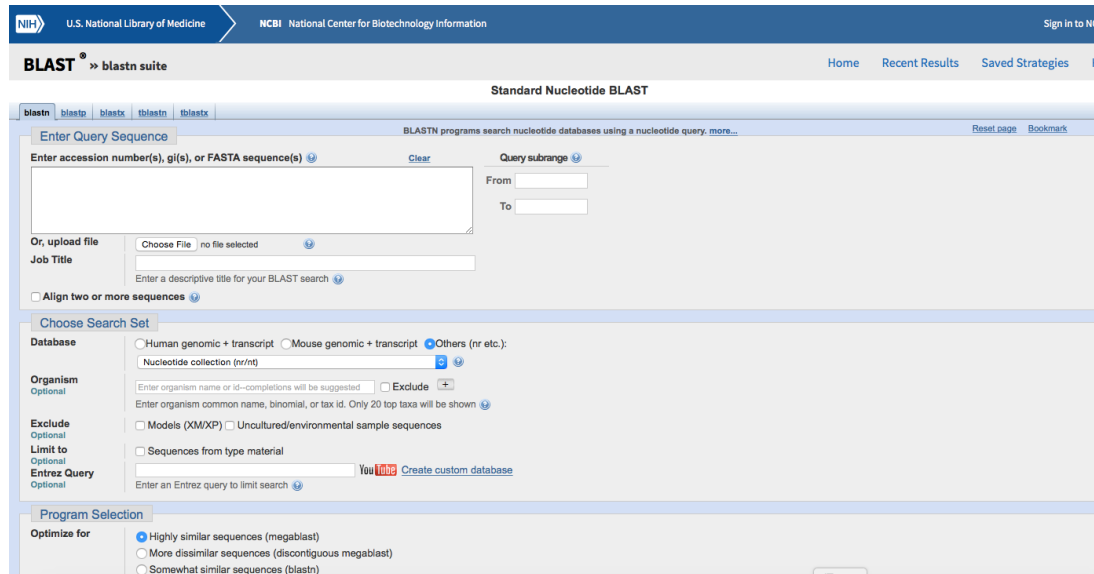 NIH U.S. National Library of Medicine NCBI National Center for Biotechnology Information Sign in to NC
BLAST ® » blastn suite Home Recent Results Saved Strategies
Standard Nucleotide BLAST
blastn blastp blastx tblastn tblastx
BLASTN programs search nucleotide databases using a nucleotide query. more... Reset page Bookmark
Enter Query Sequence
Enter accession number(s), gi(s), or FASTA sequence(s) Clear Query subrange
From
To
Or, upload file Choose File no file selected
Job Title
Enter a descriptive title for your BLAST search
Align two or more sequences
Choose Search Set
Database Human genomic + transcript Mouse genomic + transcript Others (nr etc.):
Nucleotide collection (nr/nt)
Organism
Optional
Enter organism name or id--completions will be suggested Exclude +
Enter organism common name, binomial, or tax id. Only 20 top taxa will be shown
Exclude Models (XM/XP) Uncultured/environmental sample sequences
Optional
Limit to Sequences from type material
Optional
Entrez Query YouTube Create custom database
Optional Enter an Entrez query to limit search
Program Selection
Optimize for Highly similar sequences (megablast)
More dissimilar sequences (discontiguous megablast)
Somewhat similar sequences (blastn)